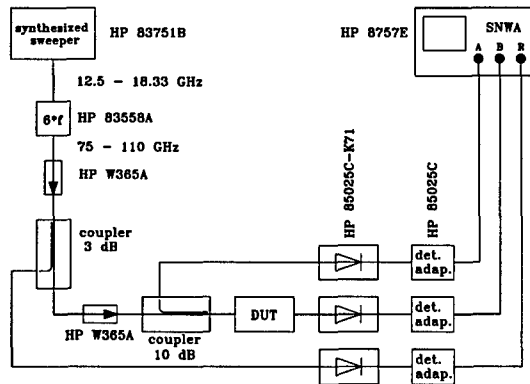 synthesized
sweeper
HP 83751B
HP 8757E
SNWA
A B R
12.5 - 18.33 GHz
6*f
HP 83558A
75 - 110 GHz
HP W365A
HP 85025C-K71
HP 85025C
coupler
3 dB
det.
adap.
HP W365A
coupler
10 dB
DUT
det.
adap.
det.
adap.